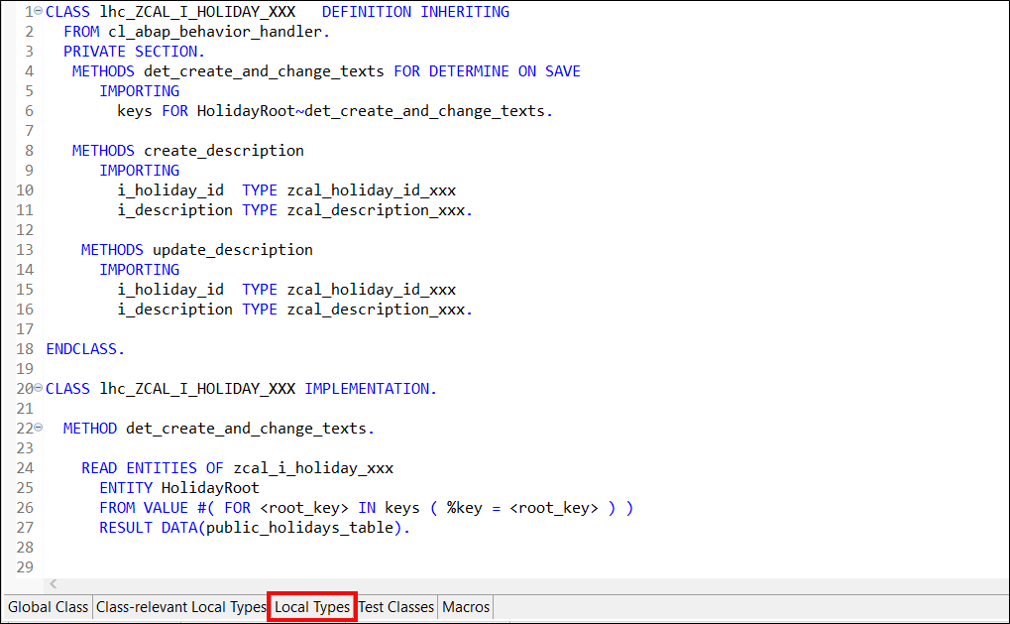 1 CLASS lhc_ZCAL_I_HOLIDAY_XXX   DEFINITION INHERITING
2   FROM cl_abap_behavior_handler.
3   PRIVATE SECTION.
4    METHODS det_create_and_change_texts FOR DETERMINE ON SAVE
5       IMPORTING
6         keys FOR HolidayRoot~det_create_and_change_texts.
7
8    METHODS create_description
9       IMPORTING
10         i_holiday_id  TYPE zcal_holiday_id_xxx
11         i_description TYPE zcal_description_xxx.
12
13     METHODS update_description
14       IMPORTING
15         i_holiday_id  TYPE zcal_holiday_id_xxx
16         i_description TYPE zcal_description_xxx.
17
18 ENDCLASS.
19
20 CLASS lhc_ZCAL_I_HOLIDAY_XXX IMPLEMENTATION.
21
22   METHOD det_create_and_change_texts.
23
24     READ ENTITIES OF zcal_i_holiday_xxx
25       ENTITY HolidayRoot
26       FROM VALUE #( FOR <root_key> IN keys ( %key = <root_key> ) )
27       RESULT DATA(public_holidays_table).
28
29
Global Class Class-relevant Local Types Local Types Test Classes Macros